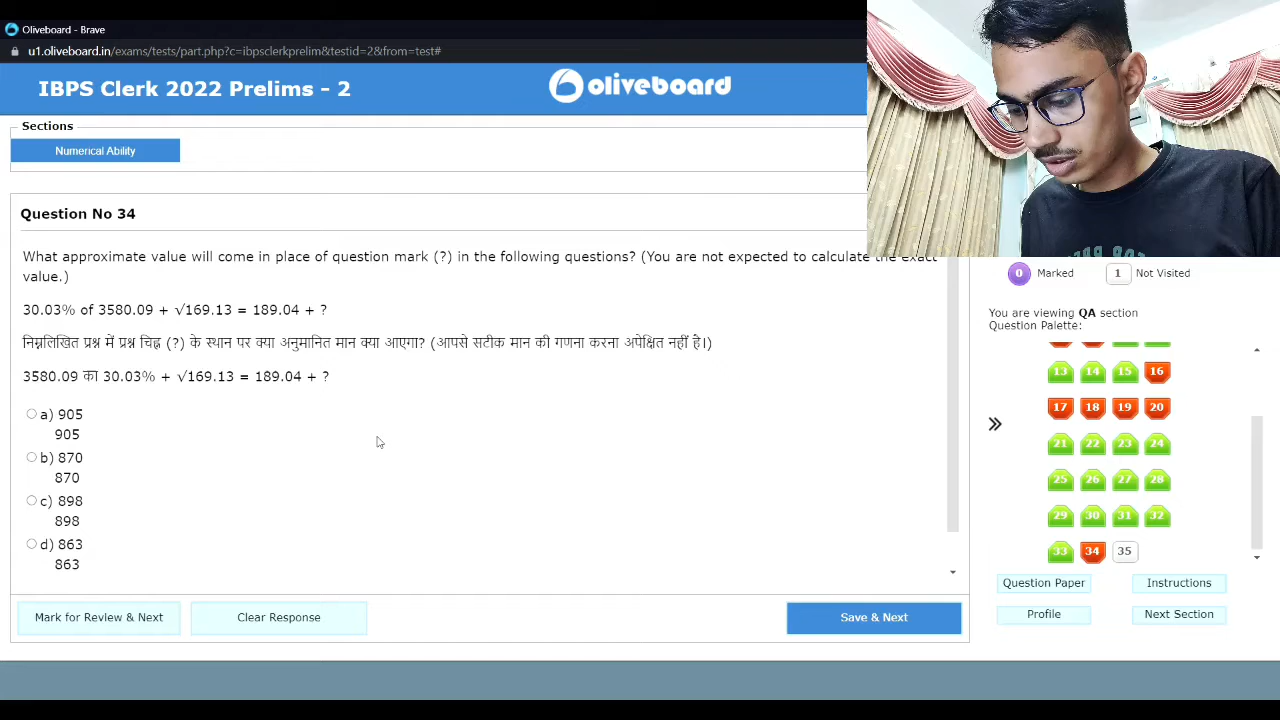 Oliveboard - Brave
u1.oliveboard.in/exams/tests/part.php?c=ibpsclerkprelim&testid=2&from=test#
IBPS Clerk 2022 Prelims - 2
oliveboard
Sections
Numerical Ability
Question No 34
What approximate value will come in place of question mark (?) in the following questions? (You are not expected to calculate the exact
value.)
30.03% of 3580.09 + √169.13 = 189.04 + ?
निम्नलिखित प्रश्न में प्रश्न चिह्न (?) के स्थान पर क्या अनुमानित मान क्या आएगा? (आपसे सटीक मान की गणना करना अपेक्षित नहीं है।)
3580.09 का 30.03% + √169.13 = 189.04 + ?
a) 905
905
b) 870
870
c) 898
898
d) 863
863
Mark for Review & Next
Clear Response
Save & Next
0 Marked 1 Not Visited
You are viewing QA section
Question Palette:
13 14 15 16
17 18 19 20
21 22 23 24
25 26 27 28
29 30 31 32
33 34 35
Question Paper
Instructions
Profile
Next Section